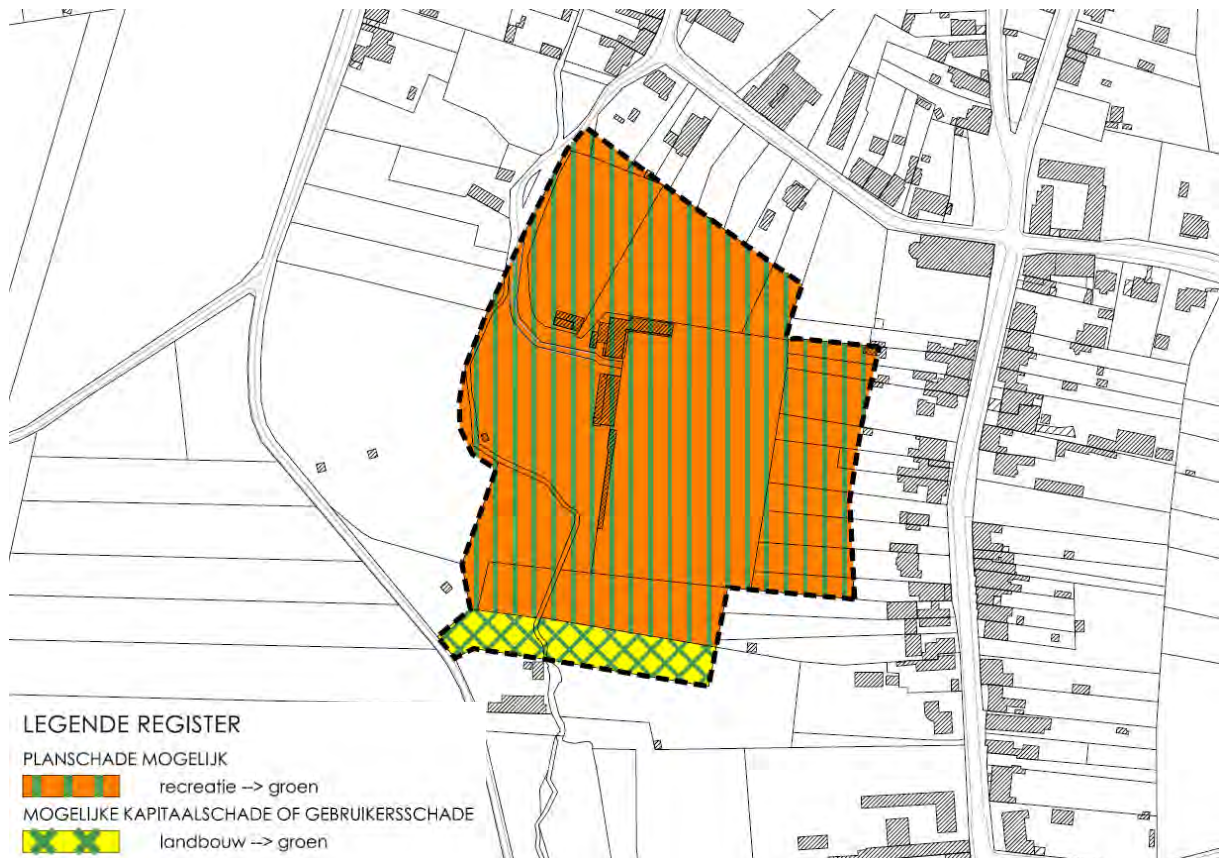 LEGENDE REGISTER
PLANSCHADE MOGELIJK
recreatie --> groen
MOGELIJKE KAPITAALSCHADE OF GEBRUIKERSSCHADE
landbouw --> groen